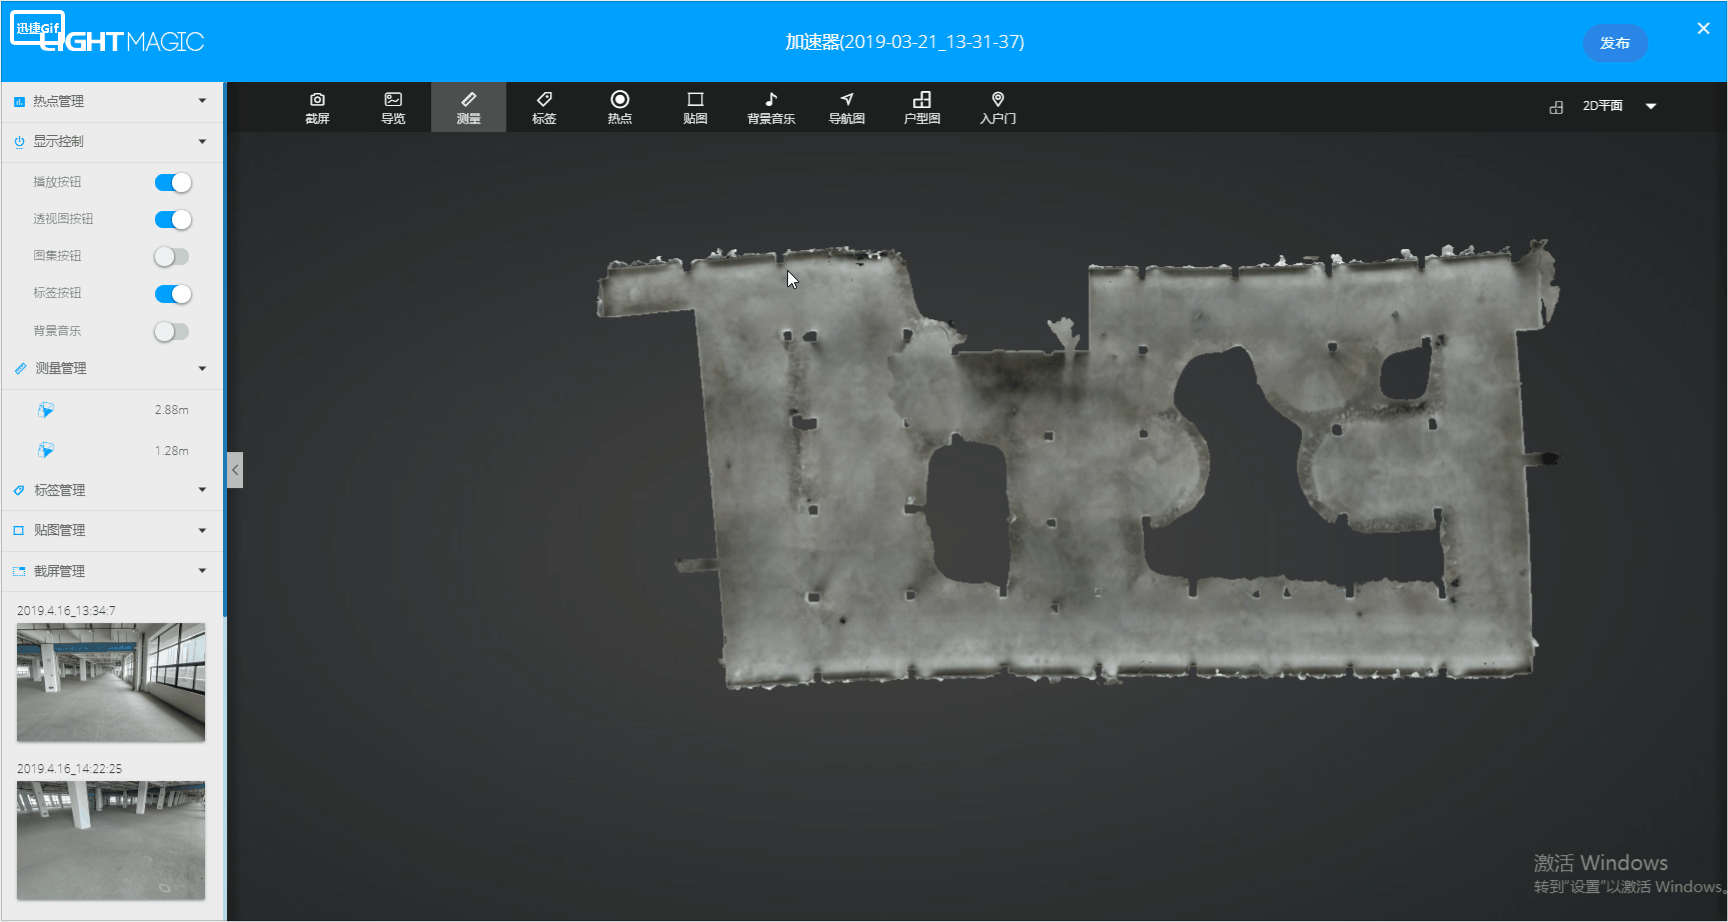 迅捷Gif
LIGHT MAGIC
加速器(2019-03-21_13-31-37)
发布
热点管理
显示控制
播放按钮
透视图按钮
图集按钮
标签按钮
背景音乐
测量管理
2.88m
1.28m
标签管理
贴图管理
截屏管理
2019.4.16_13:34:7
2019.4.16_14:22:25
截屏
导览
测量
标签
热点
贴图
背景音乐
导航图
户型图
入户门
2D平面
激活 Windows
转到“设置”以激活 Windows。